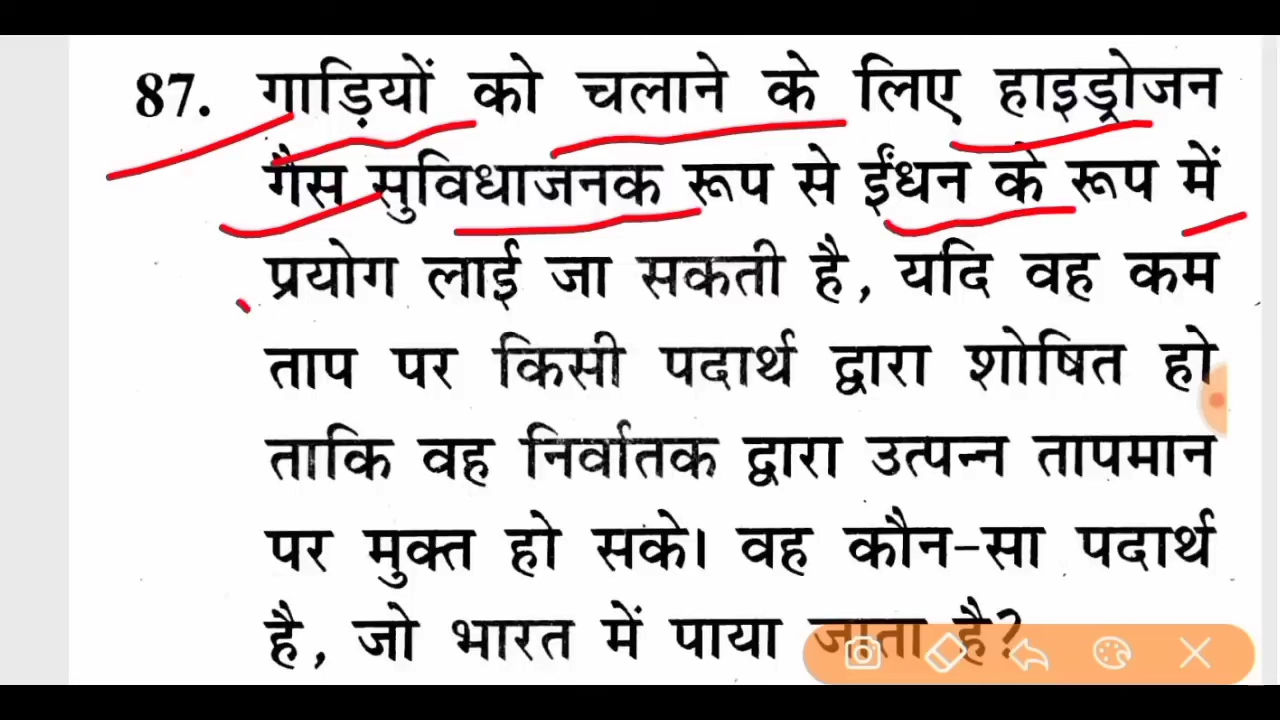 87. गाड़ियों को चलाने के लिए हाइड्रोजन
गैस सुविधाजनक रूप से ईंधन के रूप में
प्रयोग लाई जा सकती है, यदि वह कम
ताप पर किसी पदार्थ द्वारा शोषित हो
ताकि वह निर्वातक द्वारा उत्पन्न तापमान
पर मुक्त हो सके। वह कौन-सा पदार्थ
है, जो भारत में पाया जाता है?